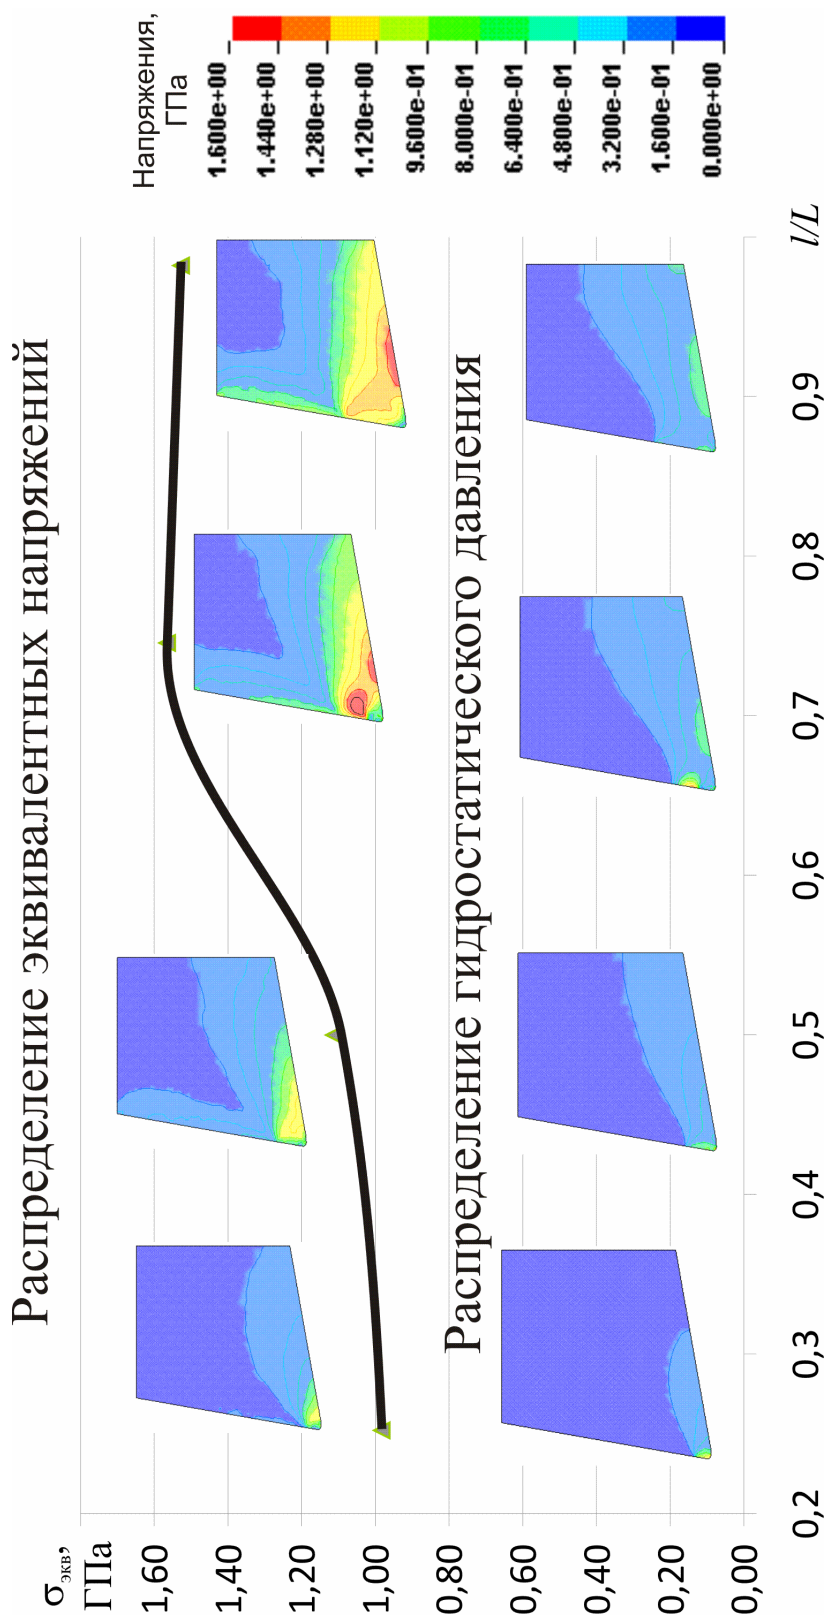 Распределение эквивалентных напряжений
Напряжения,
ГПа
1.600e+00
1.440e+00
1.280e+00
1.120e+00
9.600e-01
8.000e-01
6.400e-01
4.800e-01
3.200e-01
1.600e-01
0.000e+00
σэкв,
ГПа
1,60
1,40
1,20
1,00
0,80
0,60
0,40
0,20
0,00
Распределение гидростатического давления
0,2
0,3
0,4
0,5
0,6
0,7
0,8
0,9
l/L